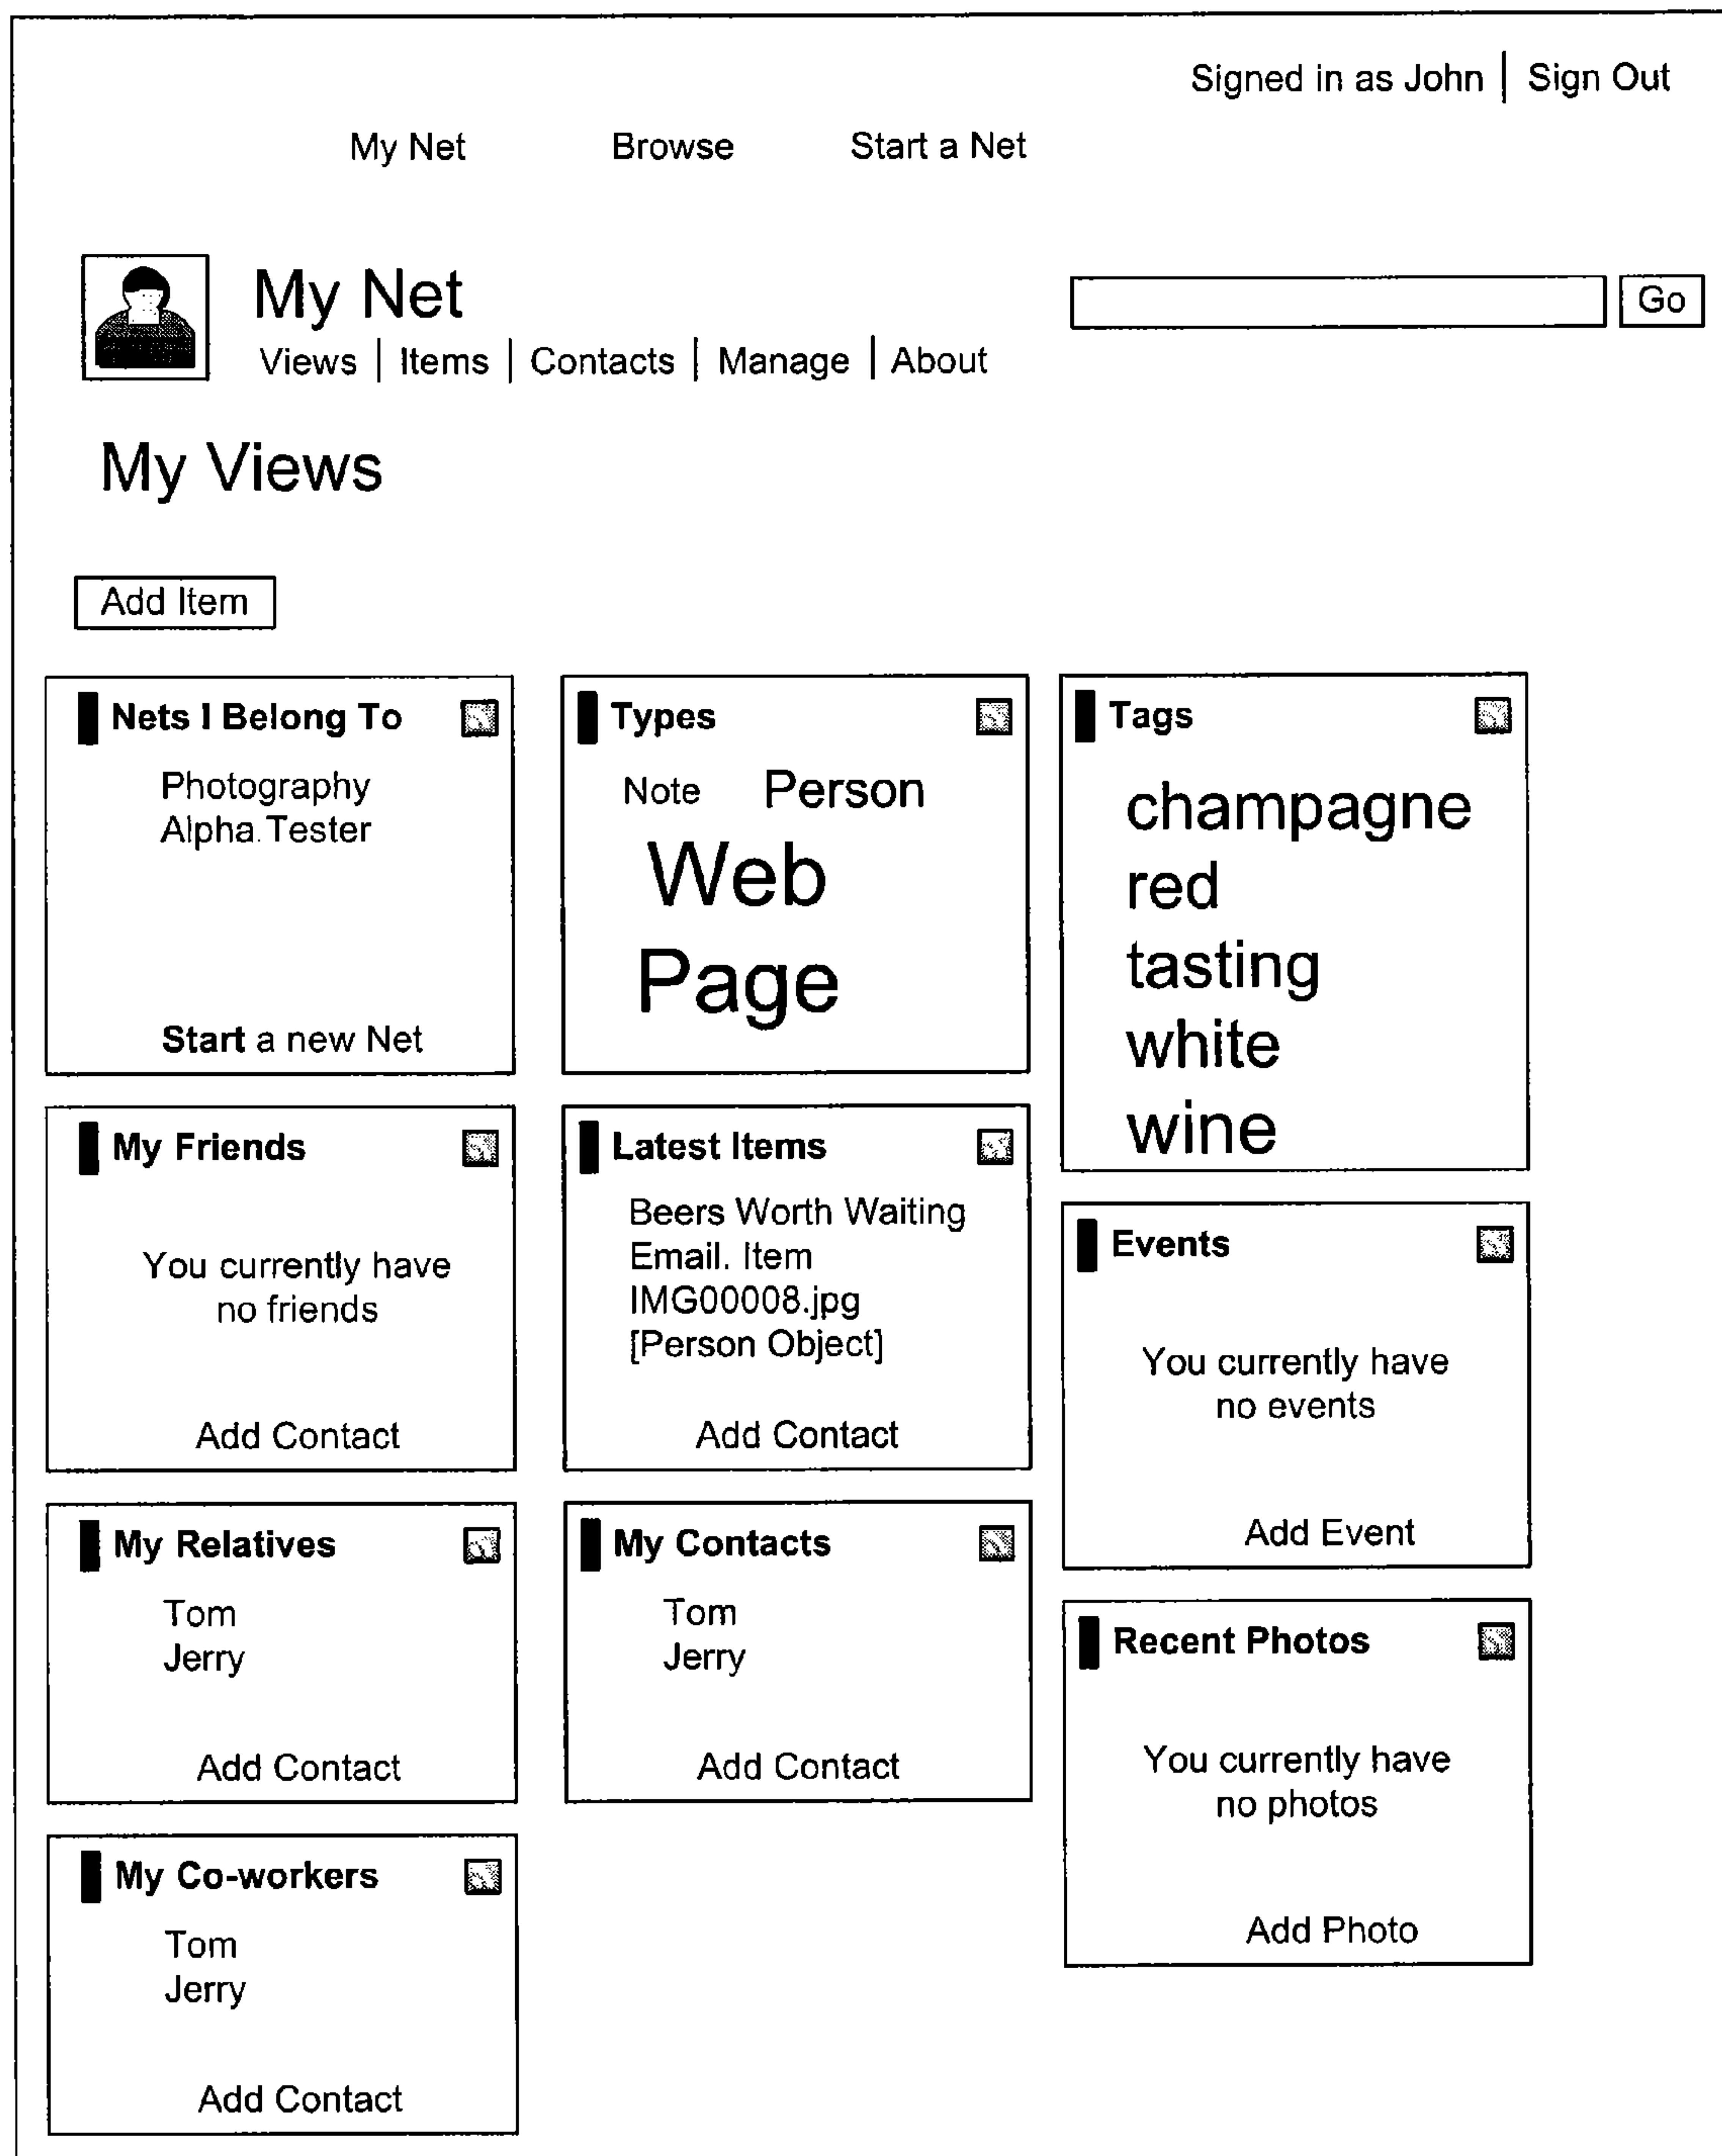 Signed in as John | Sign Out
My Net Browse Start a Net
My Net
Go
Views | Items | Contacts | Manage | About
My Views
Add Item
Nets I Belong To
Photography
Alpha.Tester
Start a new Net
Types
Note Person
Web
Page
Tags
champagne
red
tasting
white
wine
My Friends
You currently have
no friends
Add Contact
Latest Items
Beers Worth Waiting
Email. Item
IMG00008.jpg
[Person Object]
Add Contact
Events
You currently have
no events
Add Event
My Relatives
Tom
Jerry
Add Contact
My Contacts
Tom
Jerry
Add Contact
Recent Photos
You currently have
no photos
Add Photo
My Co-workers
Tom
Jerry
Add Contact